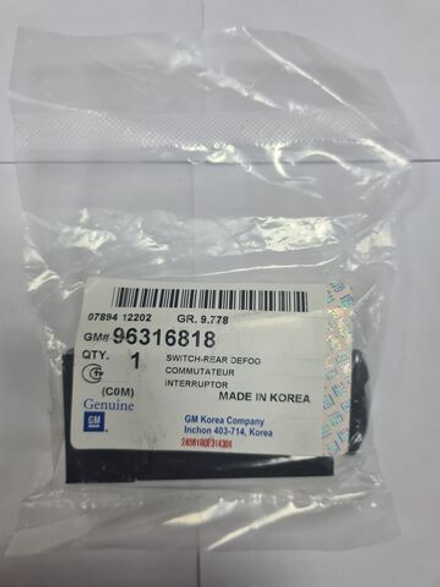 07894 12202 GR. 9.778
GM# 96316818
QTY. 1
SWITCH-REAR DEFOG
COMMUTATEUR
INTERRUPTOR
MADE IN KOREA
(C0M)
Genuine
GM
GM Korea Company
Inchon 403-714, Korea